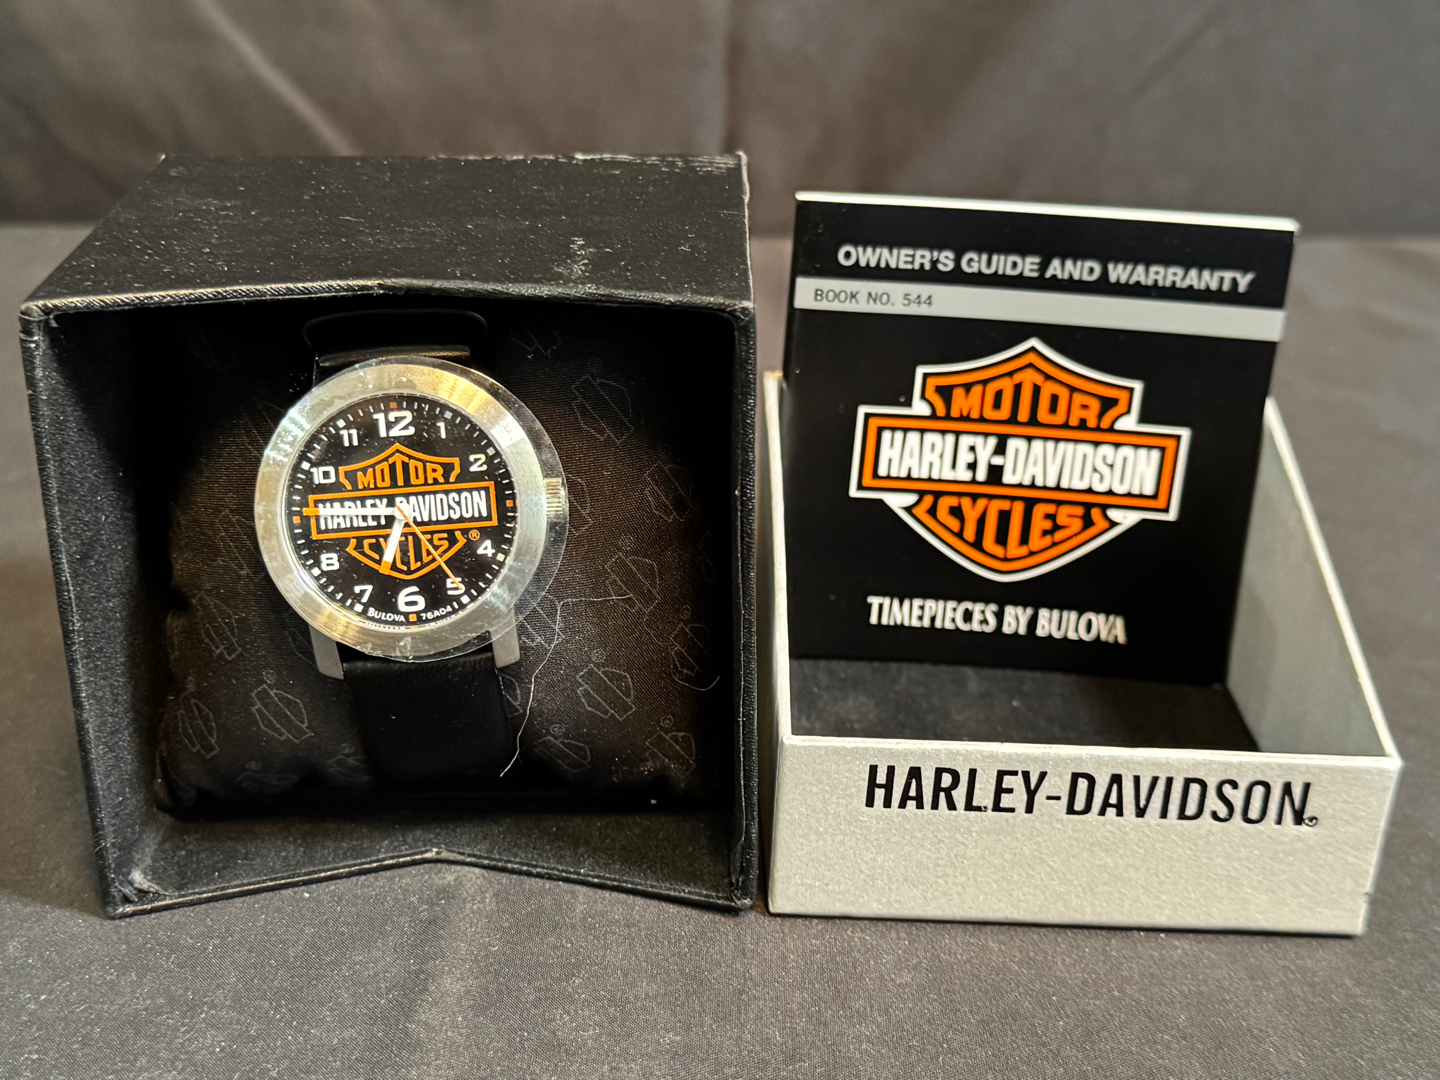 12
11 1
10 2
MOTOR
HARLEY-DAVIDSON
CYCLES ®
8 4
7 5
6
BULOVA 76A04
OWNER'S GUIDE AND WARRANTY
BOOK NO. 544
MOTOR
HARLEY-DAVIDSON
CYCLES
TIMEPIECES BY BULOVA
HARLEY-DAVIDSON®